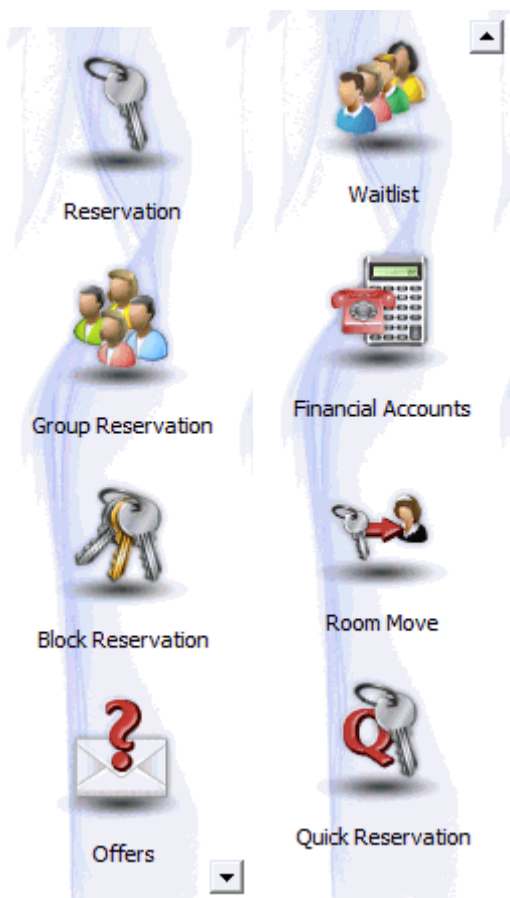 Reservation
Group Reservation
Block Reservation
Offers
Waitlist
Financial Accounts
Room Move
Q
Quick Reservation